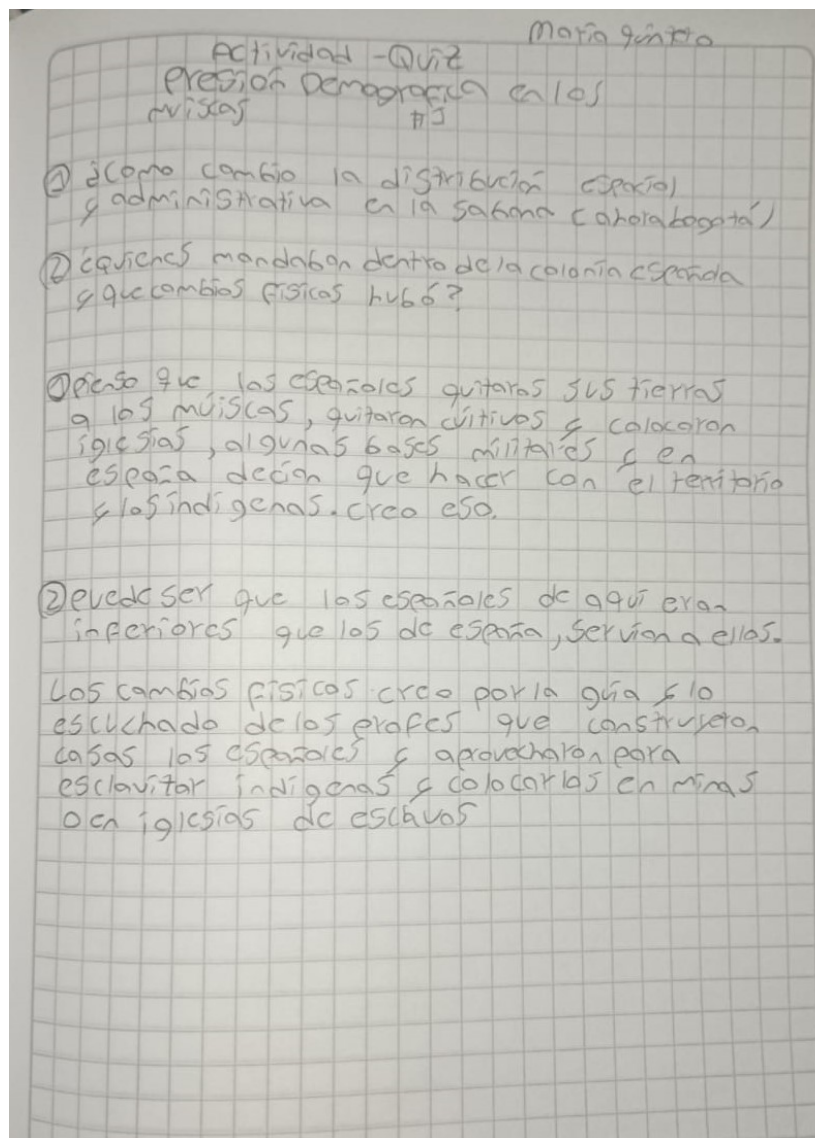 Maria quintero
Actividad - Quiz
Presion Demografica en los
muiscas #5
① ¿Como cambio la distribución espacial
y administrativa en la sabana (ahora bogotá)
② ¿quienes mandaban dentro de la colonia española
y que cambios fisicos hubó?
① pienso que los españoles quitaros sus tierras
a los muiscas, quitaron cultivos y colocaron
iglesias, algunas bases militares y en
españa decian que hacer con el territorio
y los indigenas. creo eso.
② puede ser que los españoles de aqui eran
inferiores que los de españa, servian a ellos.
Los cambios fisicos creo por la guia y lo
escuchado de los profes que construyeron
casas los españoles y aprovecharon para
esclavitar indigenas y colocarlos en minas
o en iglesias de esclavos